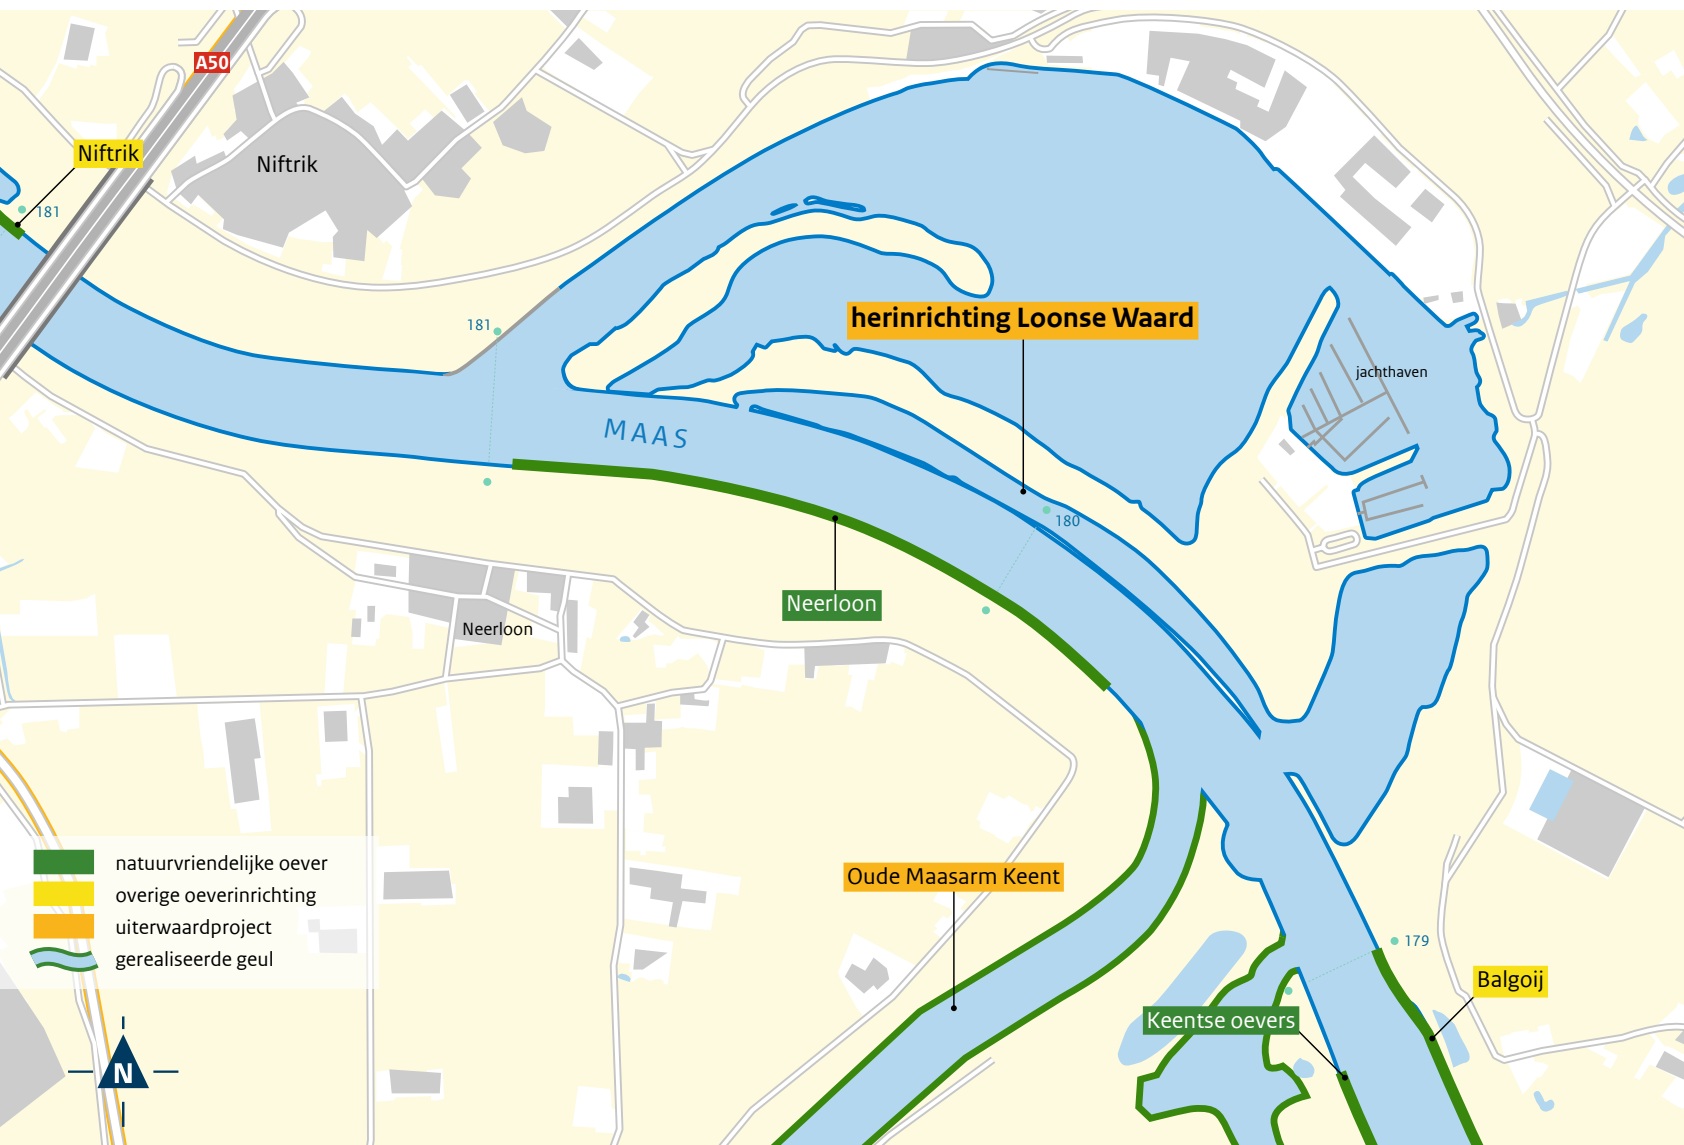 A50
Niftrik
Niftrik
181
181
herinrichting Loonse Waard
jachthaven
MAAS
180
Neerloon
Neerloon
natuurvriendelijke oever
overige oeverinrichting
uiterwaardproject
gerealiseerde geul
Oude Maasarm Keent
179
Balgoij
Keentse oevers
N